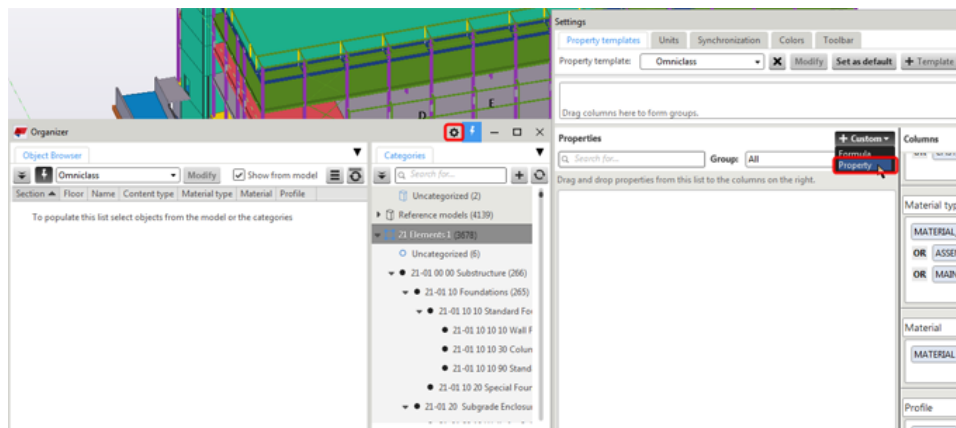 Settings
Property templates Units Synchronization Colors Toolbar
Property template: Omniclass Modify Set as default + Template
Drag columns here to form groups.
D E
Organizer
Object Browser
Omniclass Modify Show from model
Section Floor Name Content type Material type Material Profile
To populate this list select objects from the model or the categories
Categories
Search for...
Uncategorized (2)
Reference models (4139)
21 Elements 1 (3678)
Uncategorized (6)
21-01 00 00 Substructure (266)
21-01 10 Foundations (265)
21-01 10 10 Standard Fo
21-01 10 10 10 Wall F
21-01 10 10 30 Colun
21-01 10 10 90 Stand
21-01 10 20 Special Four
21-01 20 Subgrade Enclosu
Properties + Custom
Formula
Property
Search for... Group: All
Drag and drop properties from this list to the columns on the right.
Columns
Material typ
MATERIAL
OR ASSE
OR MAIN
Material
MATERIAL
Profile